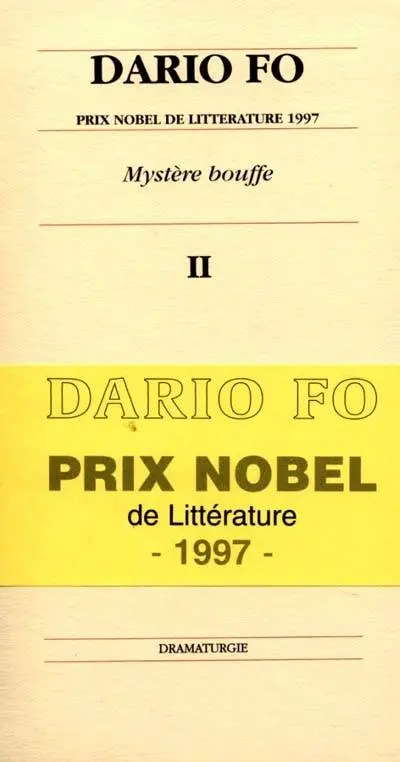 DARIO FO
PRIX NOBEL DE LITTERATURE 1997
Mystère bouffe
II
DARIO FO
PRIX NOBEL
de Littérature
- 1997 -
DRAMATURGIE